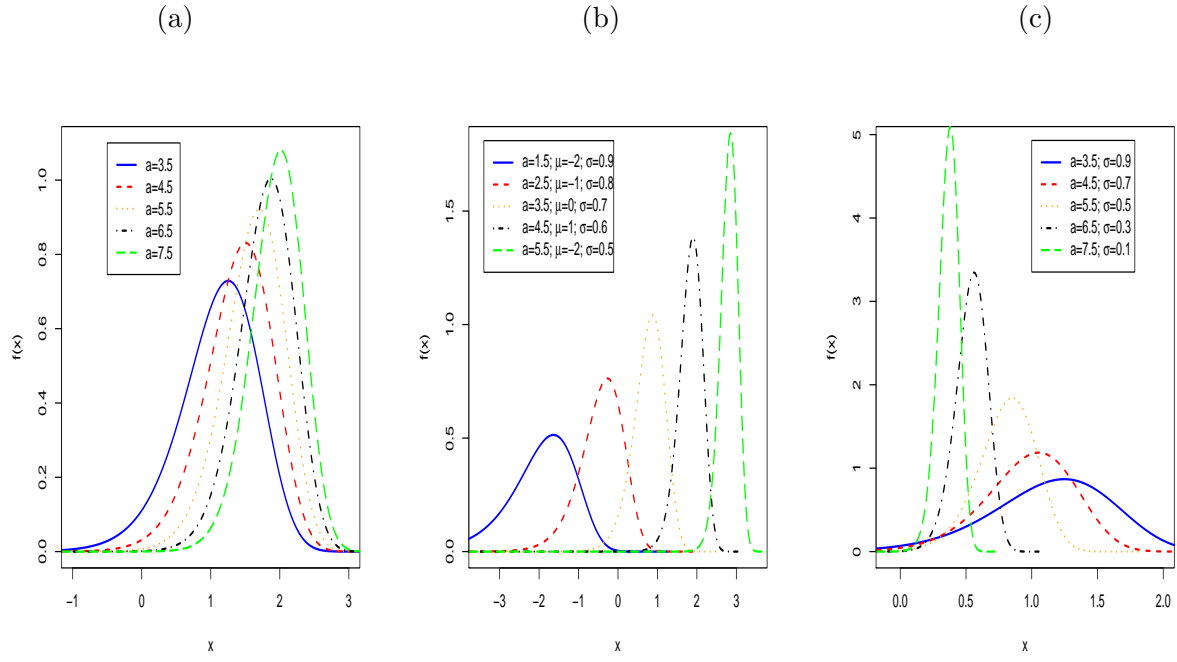 (a)
(b)
(c)
a=3.5
a=4.5
a=5.5
a=6.5
a=7.5
f(x)
0.0 0.2 0.4 0.6 0.8 1.0
−1 0 1 2 3
x
a=1.5; μ=−2; σ=0.9
a=2.5; μ=−1; σ=0.8
a=3.5; μ=0; σ=0.7
a=4.5; μ=1; σ=0.6
a=5.5; μ=−2; σ=0.5
f(x)
0.0 0.5 1.0 1.5
−3 −2 −1 0 1 2 3
x
a=3.5; σ=0.9
a=4.5; σ=0.7
a=5.5; σ=0.5
a=6.5; σ=0.3
a=7.5; σ=0.1
f(x)
0 1 2 3 4 5
0.0 0.5 1.0 1.5 2.0
x